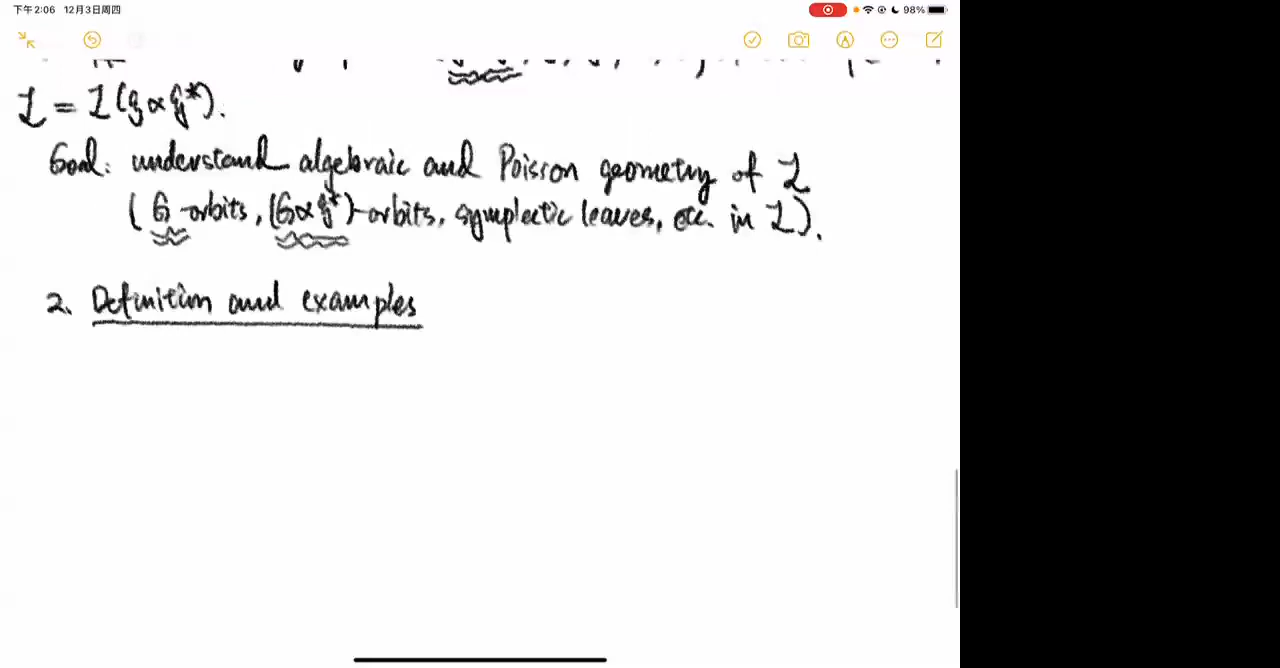 下午2:06 12月3日周四 98%
L = L(g ⋉ g*).
Goal: understand algebraic and Poisson geometry of L
(G-orbits, (G⋉g*)-orbits, symplectic leaves, etc. in L).
2. Definition and examples